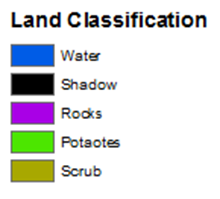 Land Classification
Water
Shadow
Rocks
Potaotes
Scrub